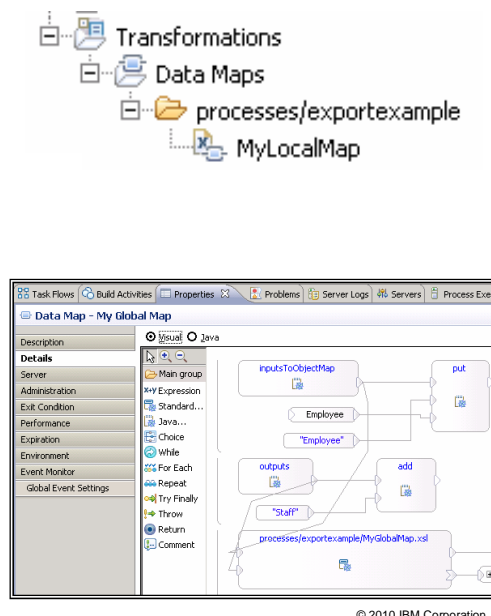 Transformations
Data Maps
processes/exportexample
MyLocalMap
Task Flows Build Activities Properties Problems Server Logs Servers Process Exe
Data Map - My Global Map
Description
Details
Server
Administration
Exit Condition
Performance
Expiration
Environment
Event Monitor
Global Event Settings
Visual Java
Main group
x+y Expression
Standard...
Java...
Choice
While
For Each
Repeat
Try Finally
Throw
Return
Comment
inputsToObjectMap
put
Employee
"Employee"
outputs
add
"Staff"
processes/exportexample/MyGlobalMap.xsl
© 2010 IBM Corporation